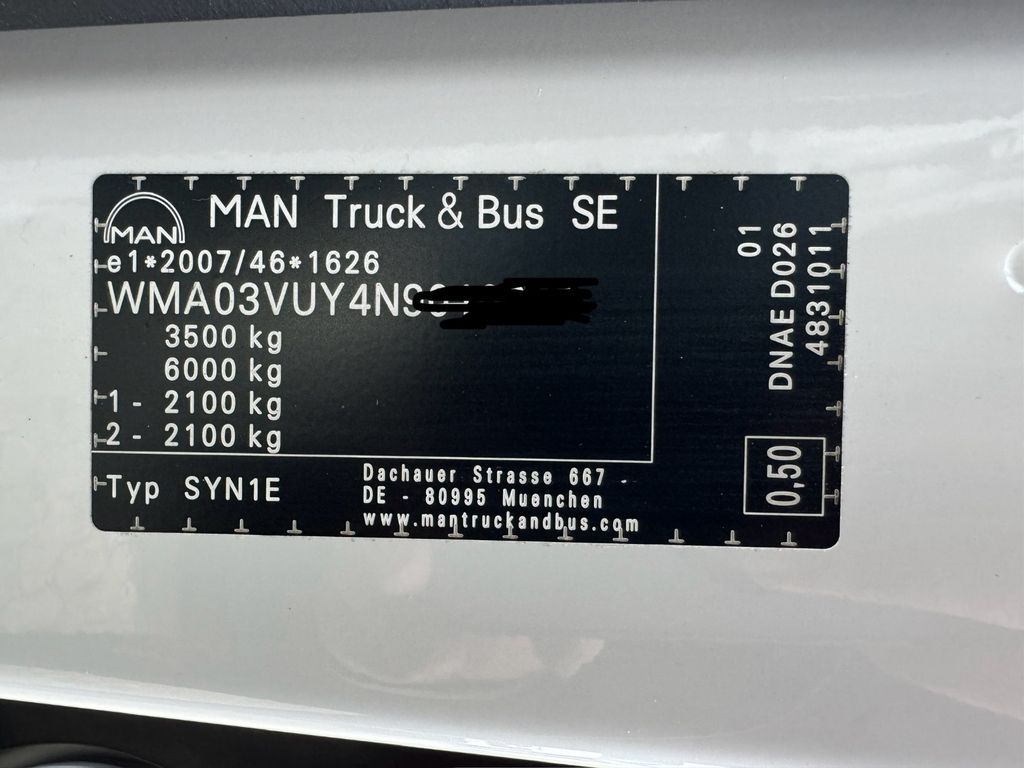 MAN
MAN Truck & Bus SE
e1*2007/46*1626
WMA03VUY4N9
3500 kg
6000 kg
1 - 2100 kg
2 - 2100 kg
Typ SYN1E
Dachauer Strasse 667
DE - 80995 Muenchen
www.mantruckandbus.com
01
DNAE D026
4831011
0,50